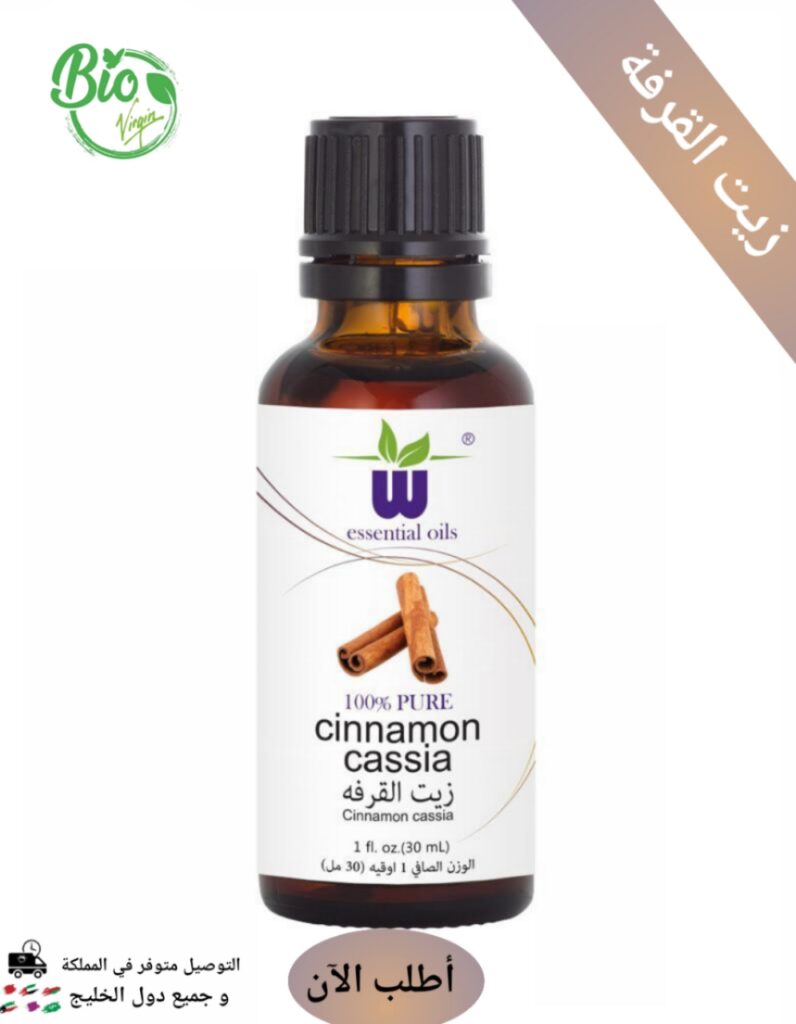 Bio
Virgin
زيت القرفة
®
W
essential oils
100% PURE
cinnamon
cassia
زيت القرفه
Cinnamon cassia
1 fl. oz.(30 mL)
الوزن الصافي 1 اوقيه (30 مل)
التوصيل متوفر في المملكة
و جميع دول الخليج
أطلب الآن